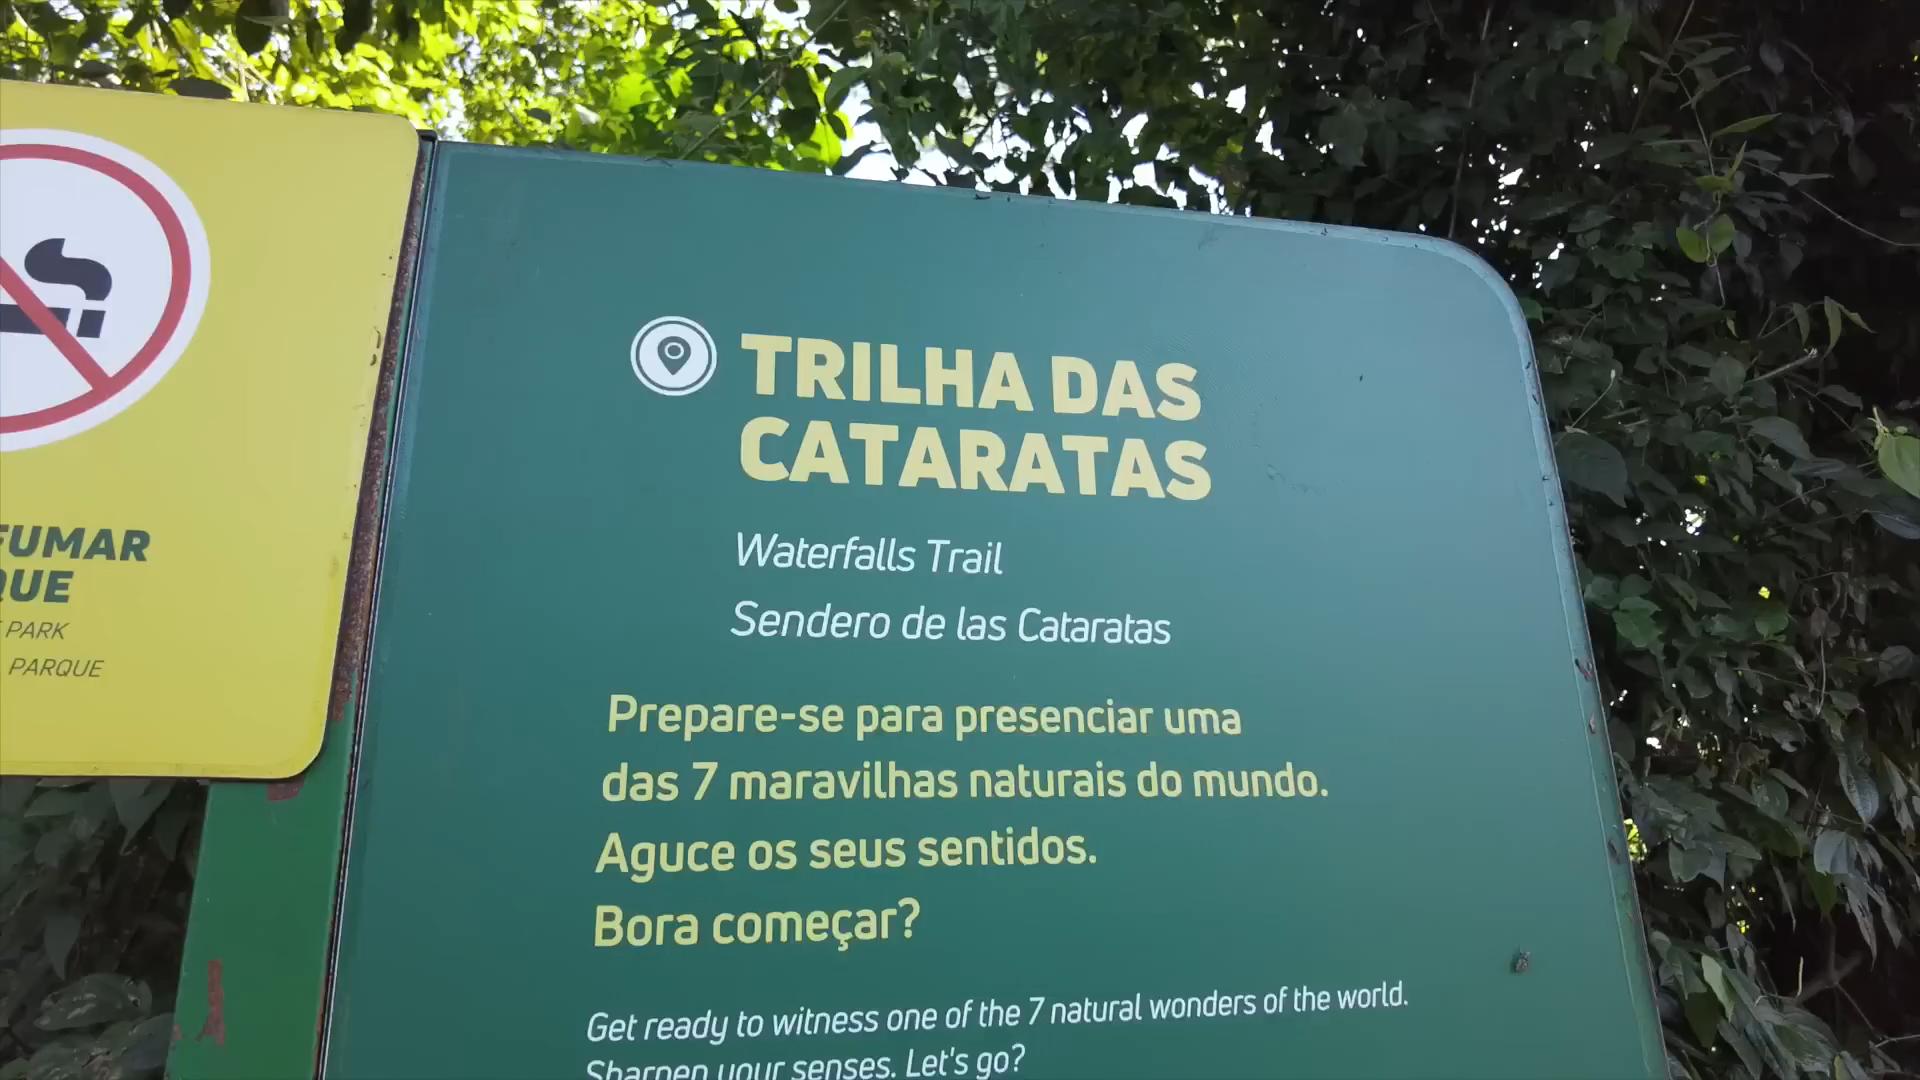 FUMAR
QUE
PARK
PARQUE
TRILHA DAS
CATARATAS
Waterfalls Trail
Sendero de las Cataratas
Prepare-se para presenciar uma
das 7 maravilhas naturais do mundo.
Aguce os seus sentidos.
Bora começar?
Get ready to witness one of the 7 natural wonders of the world.
Sharpen your senses. Let's go?